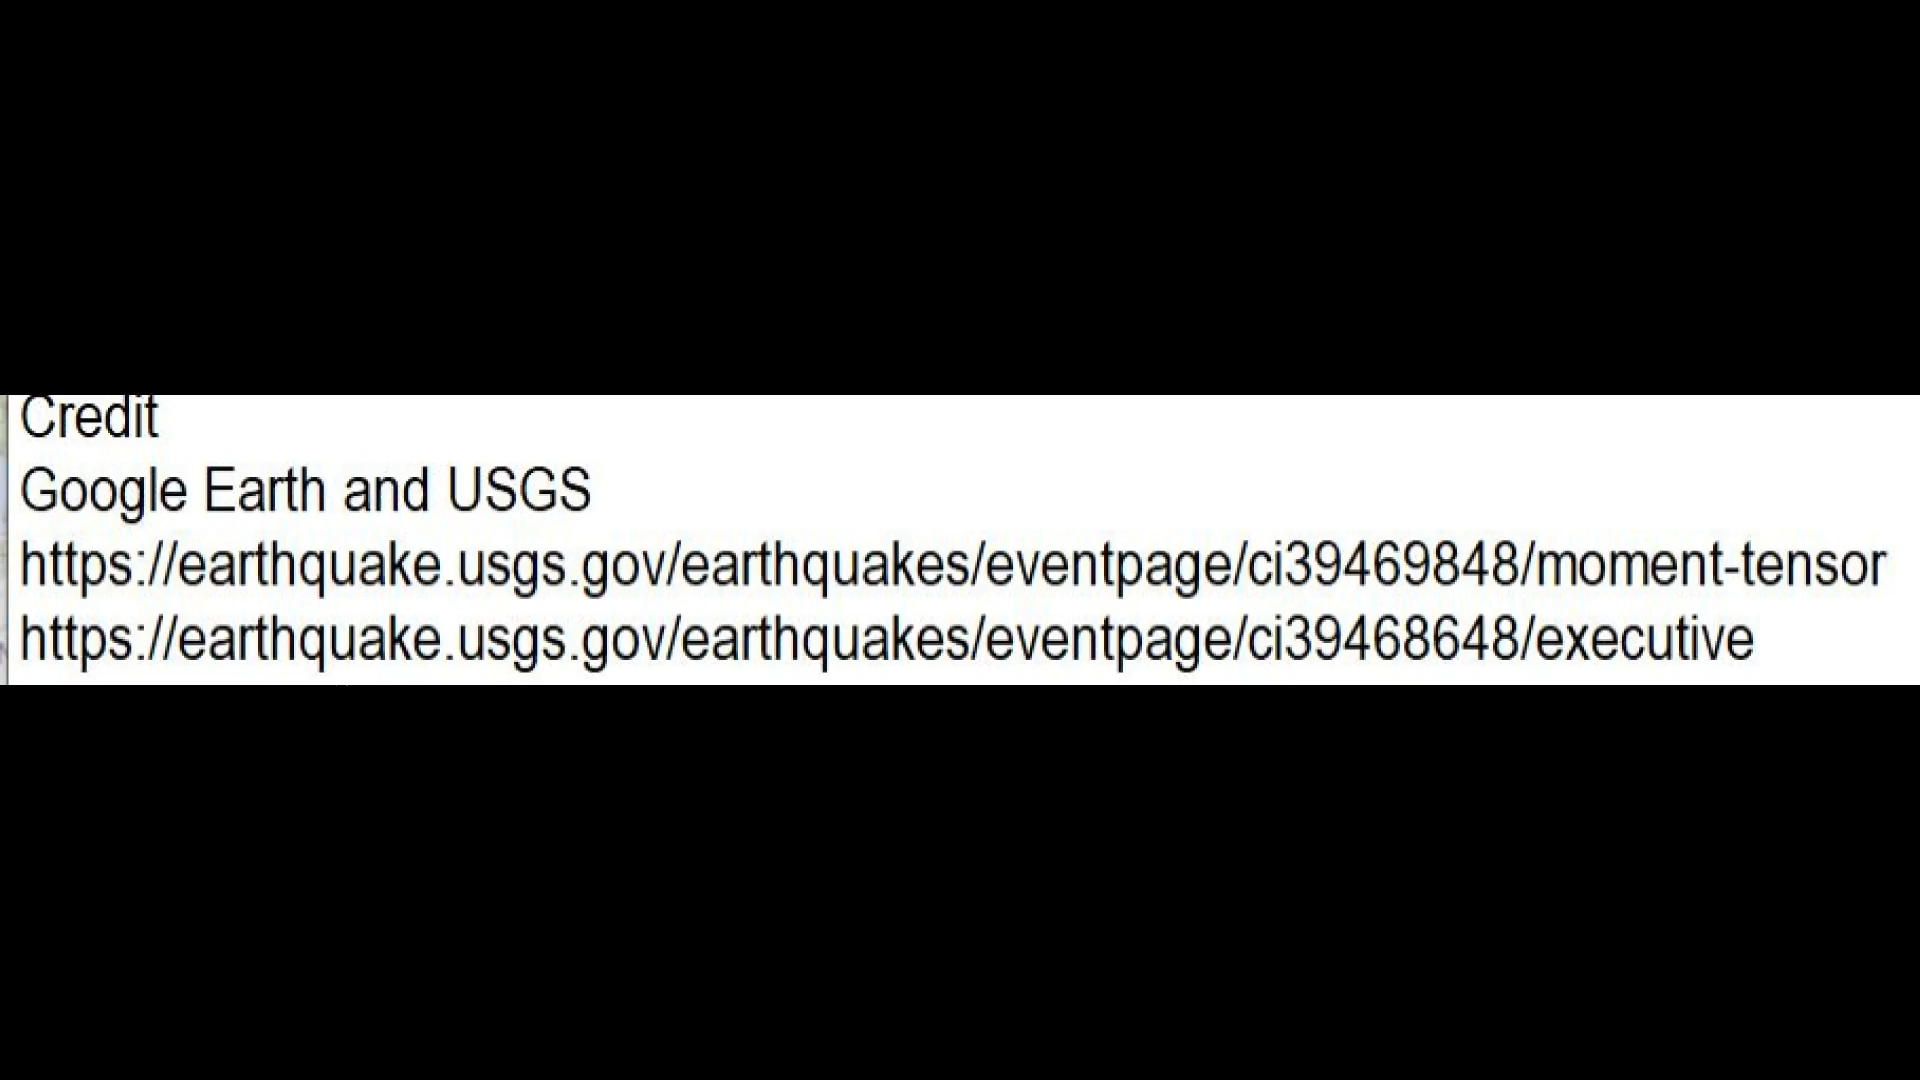 Credit
Google Earth and USGS
https://earthquake.usgs.gov/earthquakes/eventpage/ci39469848/moment-tensor
https://earthquake.usgs.gov/earthquakes/eventpage/ci39468648/executive